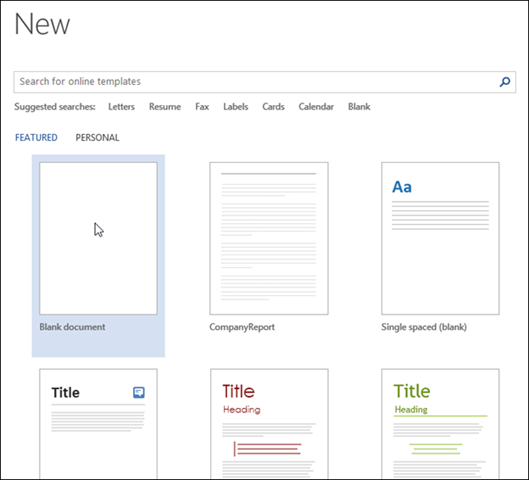 New
Search for online templates
Suggested searches: Letters Resume Fax Labels Cards Calendar Blank
FEATURED PERSONAL
Aa
Blank document CompanyReport Single spaced (blank)
Title Title Title
Heading Heading